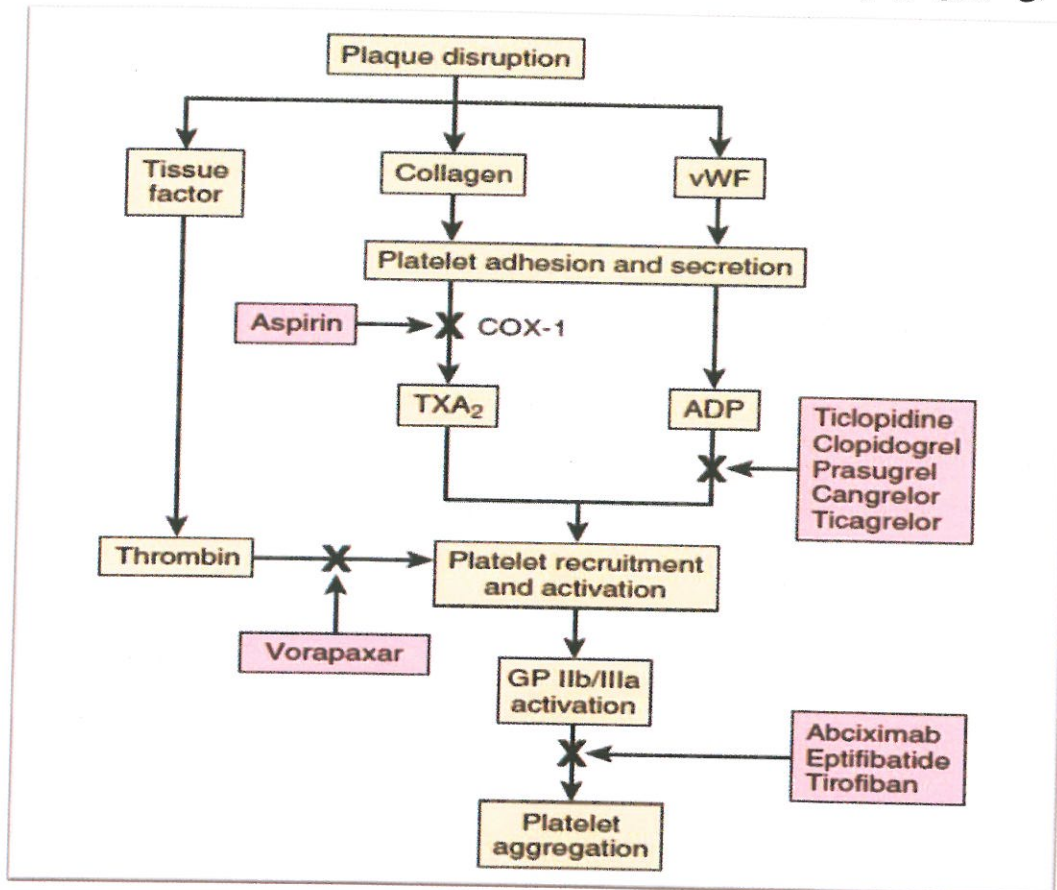 Plaque disruption
Tissue
factor
Collagen
vWF
Platelet adhesion and secretion
Aspirin
COX-1
TXA₂
ADP
Ticlopidine
Clopidogrel
Prasugrel
Cangrelor
Ticagrelor
Thrombin
Platelet recruitment
and activation
Vorapaxar
GP IIb/IIIa
activation
Abciximab
Eptifibatide
Tirofiban
Platelet
aggregation